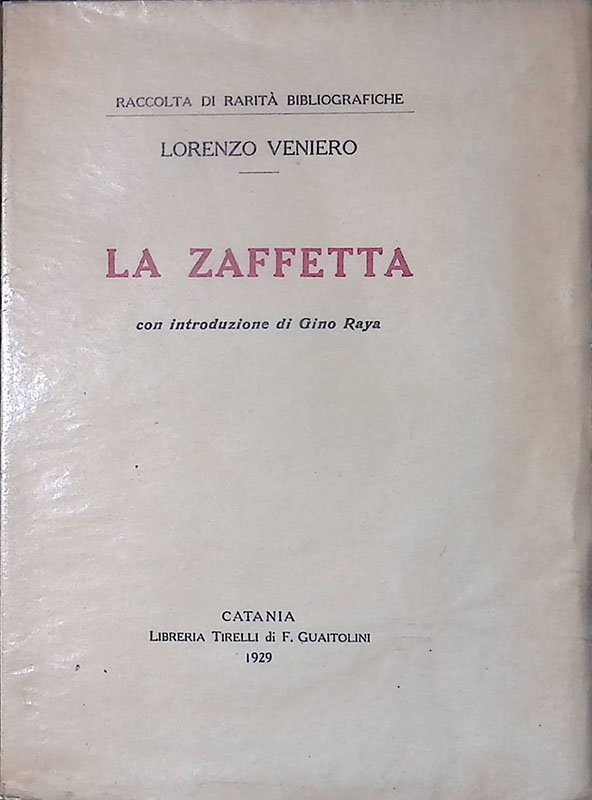 RACCOLTA DI RARITÀ BIBLIOGRAFICHE
LORENZO VENIERO
LA ZAFFETTA
con introduzione di Gino Raya
CATANIA
LIBRERIA TIRELLI di F. GUAITOLINI
1929